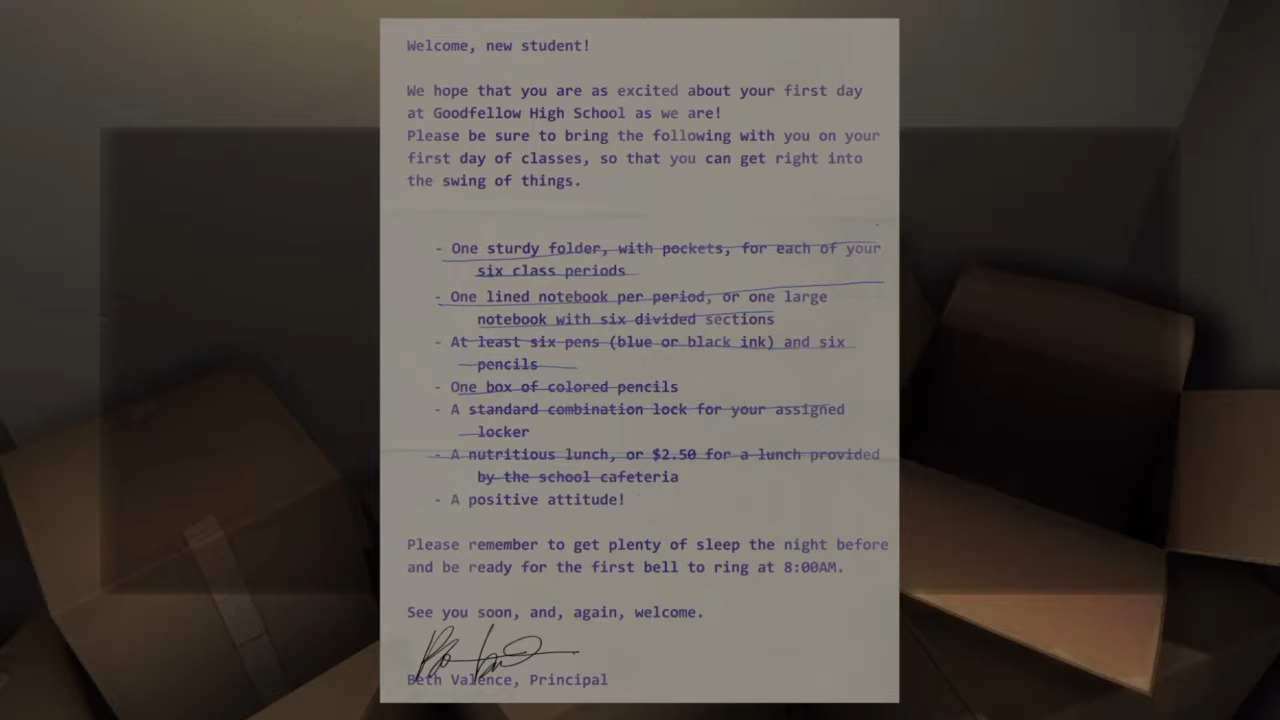 Welcome, new student!
We hope that you are as excited about your first day
at Goodfellow High School as we are!
Please be sure to bring the following with you on your
first day of classes, so that you can get right into
the swing of things.
- One sturdy folder, with pockets, for each of your
six class periods
- One lined notebook per period, or one large
notebook with six divided sections
- At least six pens (blue or black ink) and six
pencils
- One box of colored pencils
- A standard combination lock for your assigned
locker
- A nutritious lunch, or $2.50 for a lunch provided
by the school cafeteria
- A positive attitude!
Please remember to get plenty of sleep the night before
and be ready for the first bell to ring at 8:00AM.
See you soon, and, again, welcome.
Beth Valence, Principal